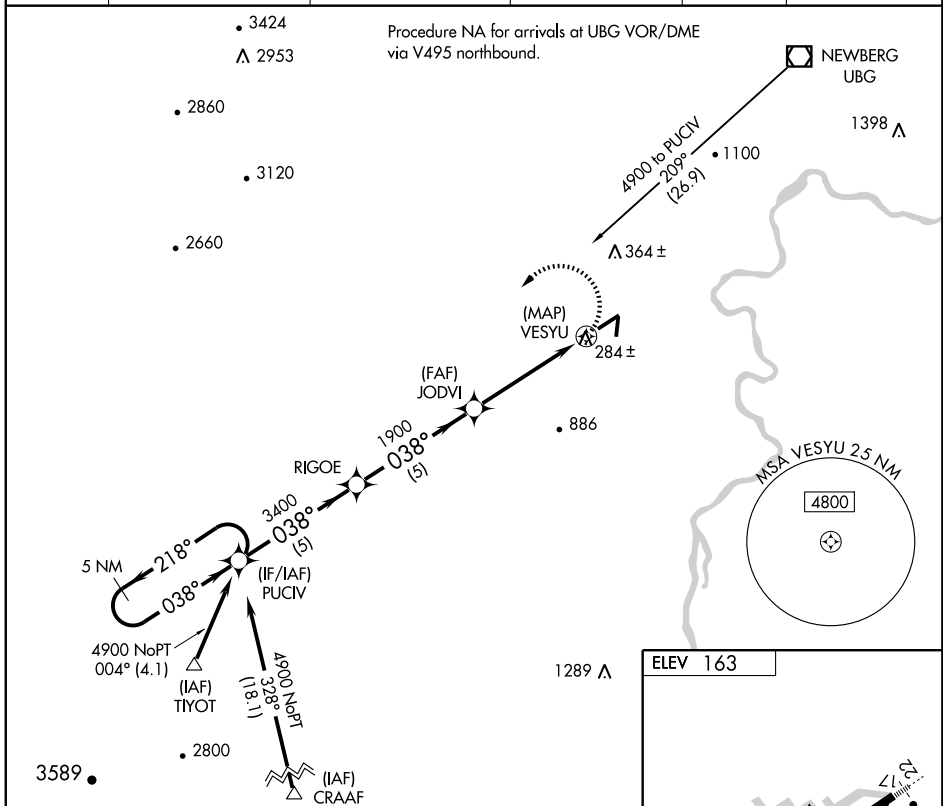 3424
2953
Procedure NA for arrivals at UBG VOR/DME
via V495 northbound.
NEWBERG
UBG
2860
1398
4900 to PUCIV
209°
(26.9)
1100
3120
2660
364 ±
(MAP)
VESYU
284 ±
(FAF)
JODVI
886
1900
038°
(5)
RIGOE
3400
038°
(5)
MSA VESYU 25 NM
4800
5 NM
218°
038°
(IF/IAF)
PUCIV
4900 NoPT
004° (4.1)
(IAF)
TIYOT
4900 NoPT
328°
(18.1)
1289
ELEV 163
2800
3589
(IAF)
CRAAF
22
17